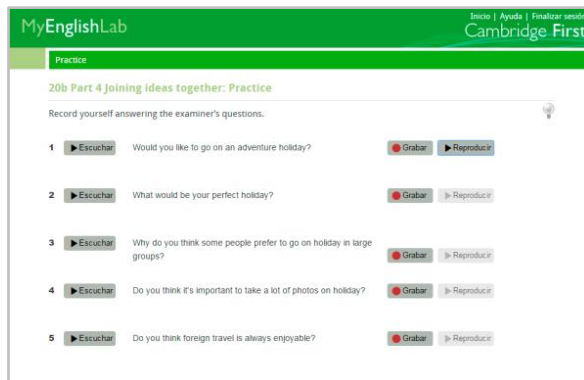 MyEnglishLab
Inicio | Ayuda | Finalizar sesión
Cambridge First
Practice
20b Part 4 Joining ideas together: Practice
Record yourself answering the examiner's questions.
1 Escuchar Would you like to go on an adventure holiday? Grabar Reproducir
2 Escuchar What would be your perfect holiday? Grabar Reproducir
3 Escuchar Why do you think some people prefer to go on holiday in large
groups? Grabar Reproducir
4 Escuchar Do you think it's important to take a lot of photos on holiday? Grabar Reproducir
5 Escuchar Do you think foreign travel is always enjoyable? Grabar Reproducir